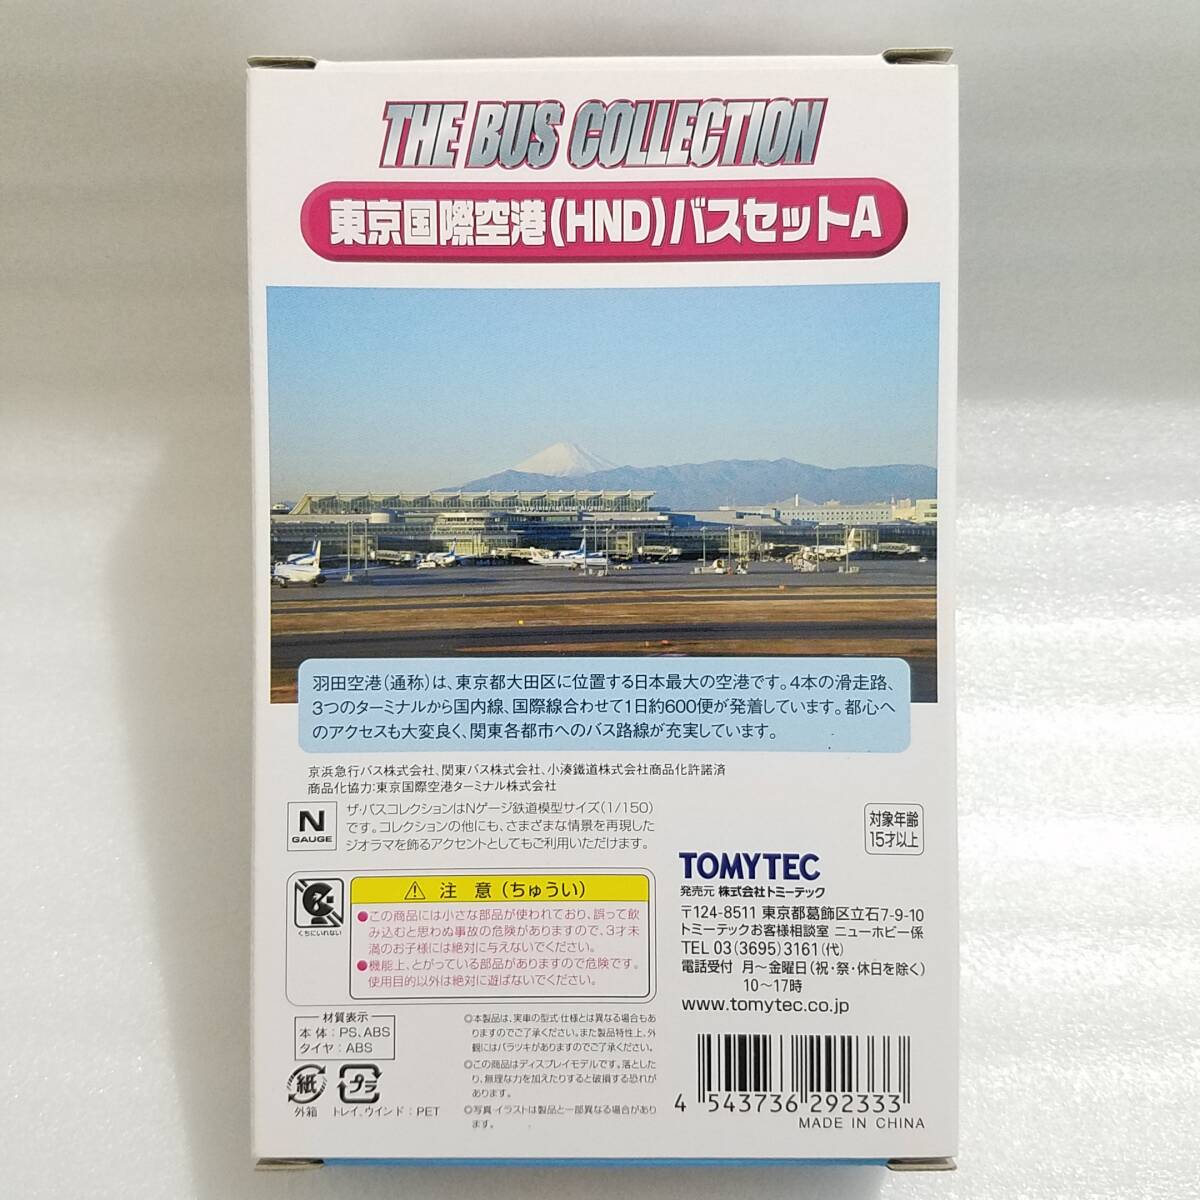 THE BUS COLLECTION
東京国際空港(HND)バスセットA
羽田空港(通称)は、東京都大田区に位置する日本最大の空港です。4本の滑走路、
3つのターミナルから国内線、国際線合わせて1日約600便が発着しています。都心へ
のアクセスも大変良く、関東各都市へのバス路線が充実しています。
京浜急行バス株式会社、関東バス株式会社、小湊鐵道株式会社商品化許諾済
商品化協力:東京国際空港ターミナル株式会社
N
GAUGE
ザ・バスコレクションはNゲージ鉄道模型サイズ(1/150)
です。コレクションの他にも、さまざまな情景を再現した
ジオラマを飾るアクセントとしてもご利用いただけます。
対象年齢
15才以上
くちにいれない
⚠ 注 意(ちゅうい)
●この商品には小さな部品が使われており、誤って飲
み込むと思わぬ事故の危険がありますので、3才未
満のお子様には絶対に与えないでください。
●機能上、とがっている部品がありますので危険です。
使用目的以外は絶対に遊ばないでください。
TOMYTEC
発売元 株式会社トミーテック
〒124-8511 東京都葛飾区立石7-9-10
トミーテックお客様相談室 ニューホビー係
TEL 03(3695)3161(代)
電話受付 月〜金曜日(祝・祭・休日を除く)
10〜17時
www.tomytec.co.jp
材質表示
本 体:PS、ABS
タイヤ:ABS
紙
外箱
プラ
トレイ、ウインド:PET
◎本製品は、実車の型式・仕様とは異なる場合もあ
りますのでご了承ください。また製品特性上、外
観にはバラツキがありますのでご了承ください。
◎この商品はディスプレイモデルです。落とした
り、無理な力を加えたりすると破損する恐れが
あります。
◎写真・イラストは製品と一部異なる場合があり
ます。
4 543736 292333
MADE IN CHINA